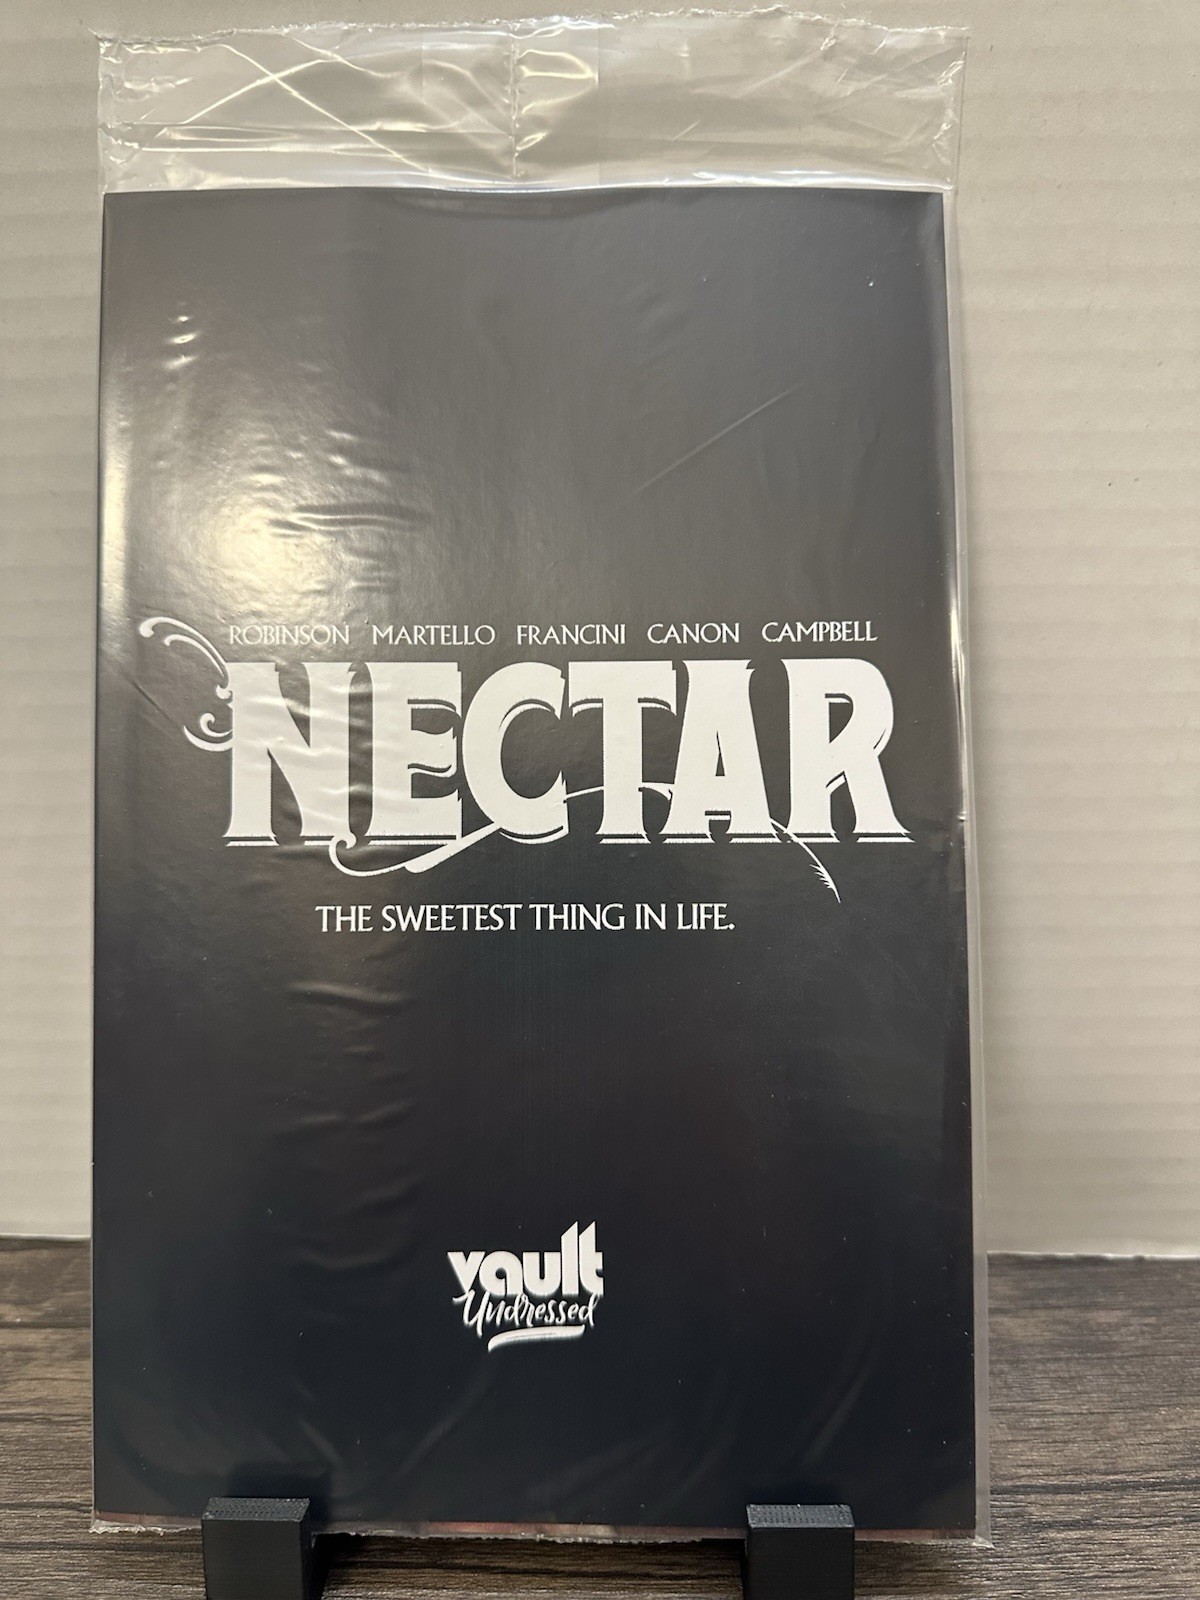 ROBINSON MARTELLO FRANCINI CANON CAMPBELL
NECTAR
THE SWEETEST THING IN LIFE.
vault
Undressed